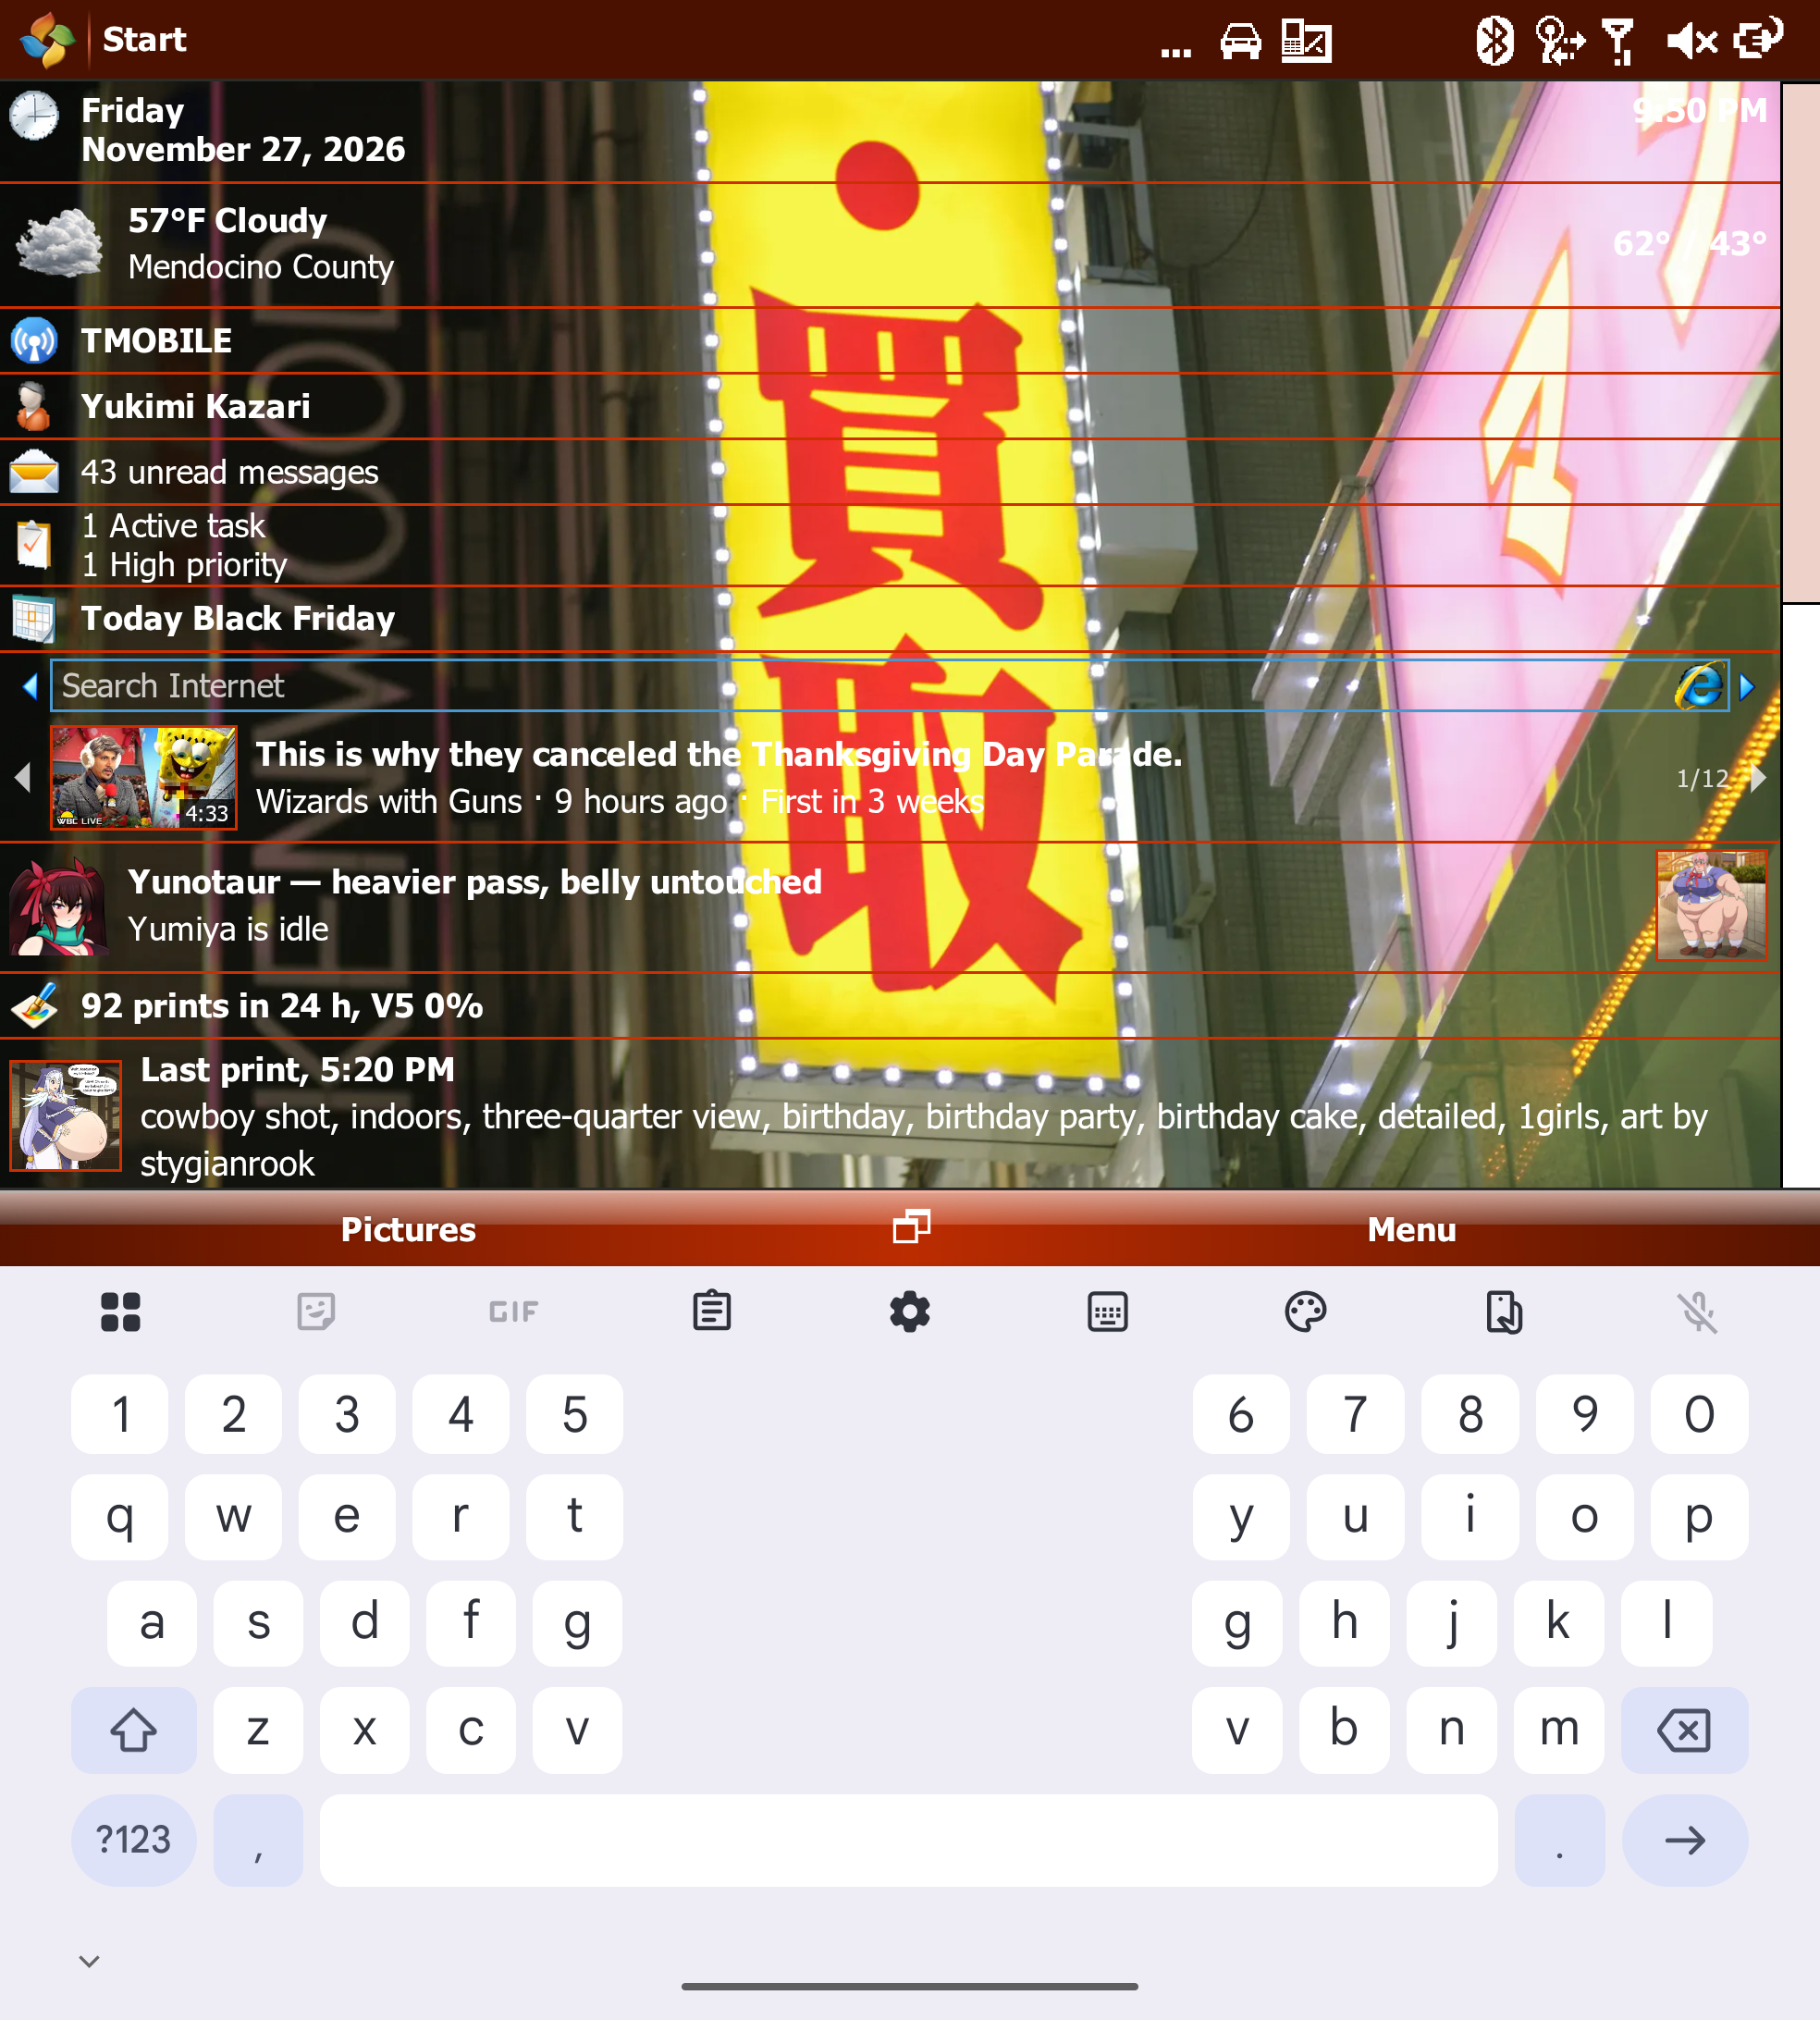 Start
...
Friday
November 27, 2026
9:50 PM
57°F Cloudy
Mendocino County
62° / 43°
TMOBILE
Yukimi Kazari
43 unread messages
1 Active task
1 High priority
Today Black Friday
Search Internet
This is why they canceled the Thanksgiving Day Parade.
Wizards with Guns · 9 hours ago · First in 3 weeks
1/12
4:33
WBC LIVE
Yunotaur — heavier pass, belly untouched
Yumiya is idle
92 prints in 24 h, V5 0%
Last print, 5:20 PM
cowboy shot, indoors, three-quarter view, birthday, birthday party, birthday cake, detailed, 1girls, art by
stygianrook
KENWOOD
買取
Pictures
Menu
GIF
1 2 3 4 5 6 7 8 9 0
q w e r t y u i o p
a s d f g g h j k l
z x c v v b n m
?123 , .